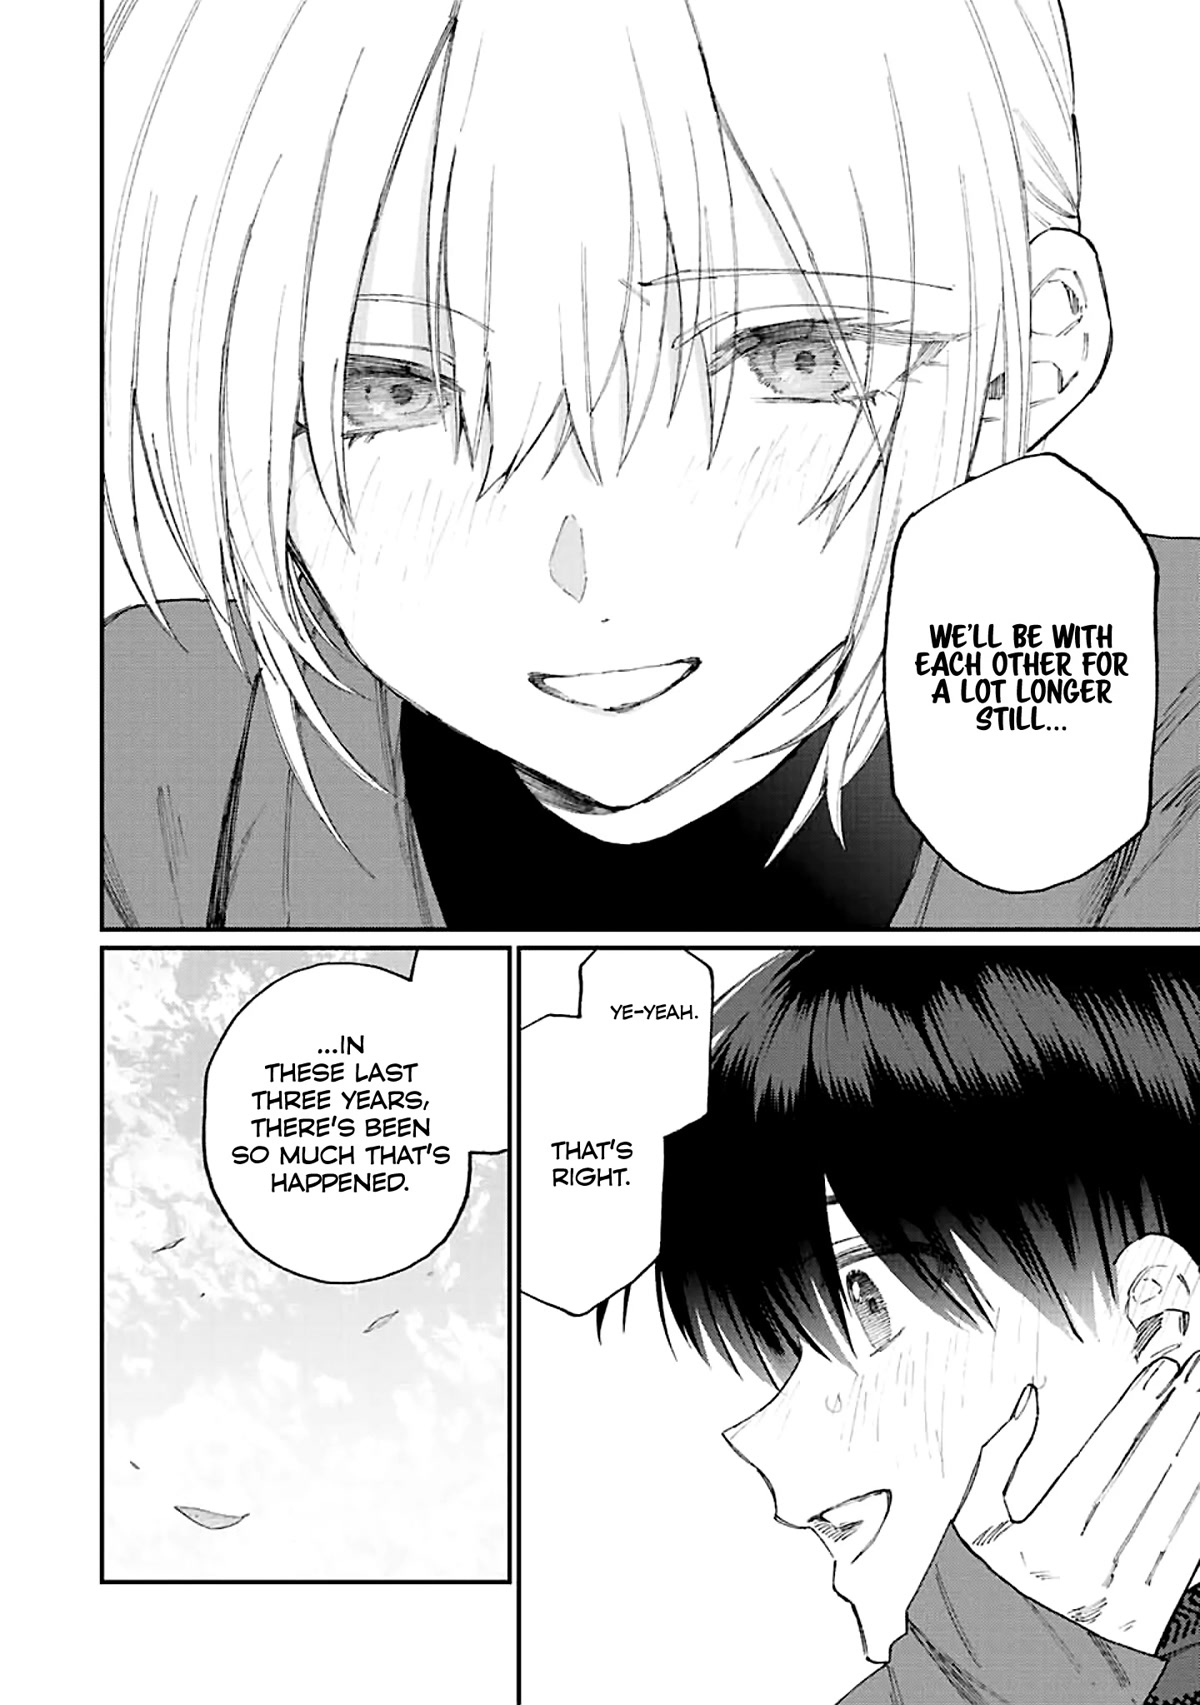 WE'LL BE WITH
EACH OTHER FOR
A LOT LONGER
STILL...
YE-YEAH.
THAT'S
RIGHT.
...IN
THESE LAST
THREE YEARS,
THERE'S BEEN
SO MUCH THAT'S
HAPPENED.